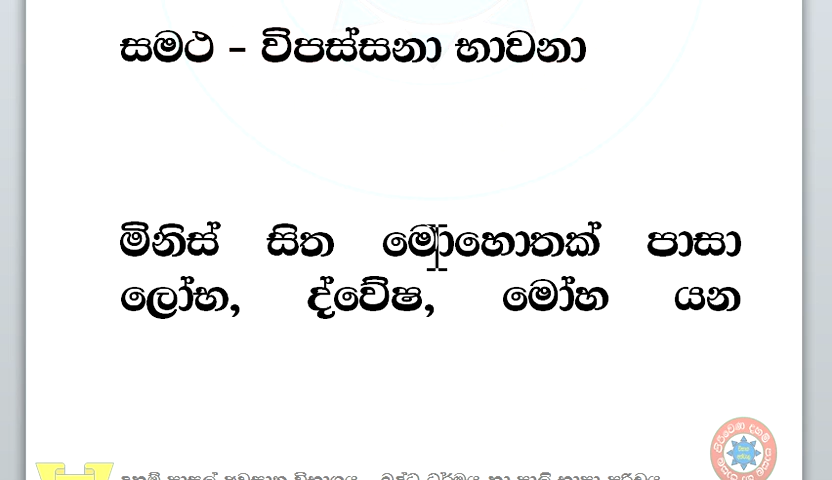 සමථ - විපස්සනා භාවනා
මිනිස් සිත මොහොතක් පාසා
ලෝභ, ද්වේෂ, මෝහ යන